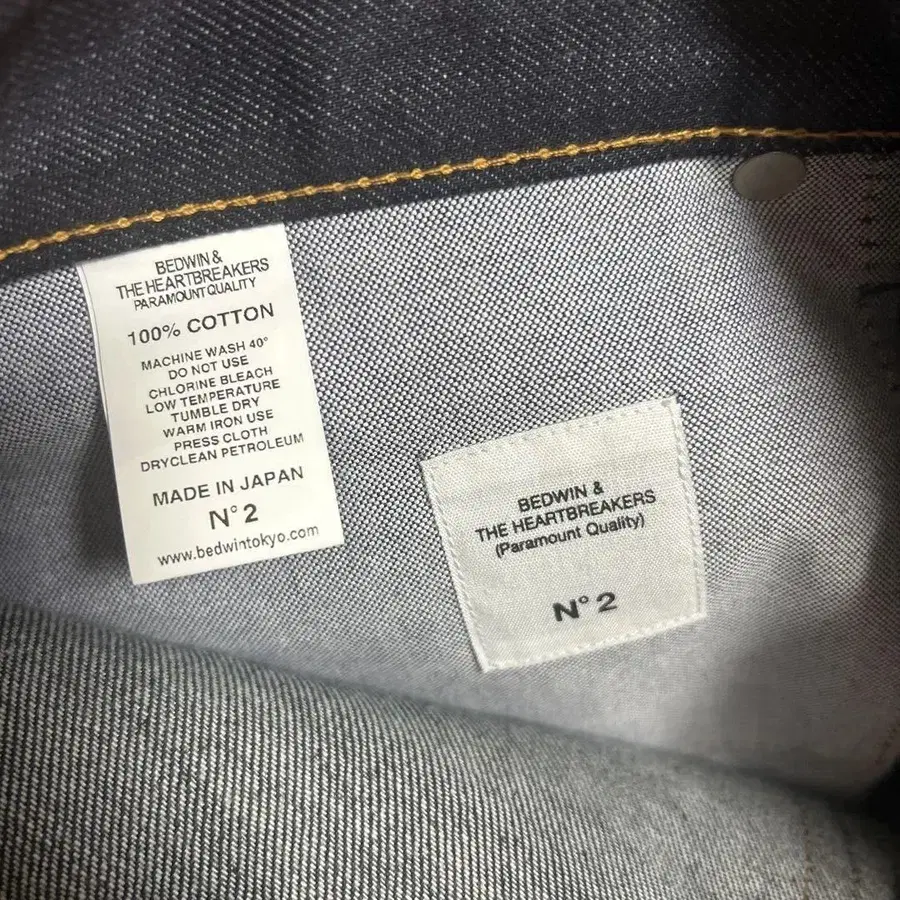 BEDWIN &
THE HEARTBREAKERS
PARAMOUNT QUALITY
100% COTTON
MACHINE WASH 40°
DO NOT USE
CHLORINE BLEACH
LOW TEMPERATURE
TUMBLE DRY
WARM IRON USE
PRESS CLOTH
DRYCLEAN PETROLEUM
MADE IN JAPAN
N° 2
www.bedwintokyo.com
BEDWIN &
THE HEARTBREAKERS
(Paramount Quality)
N° 2